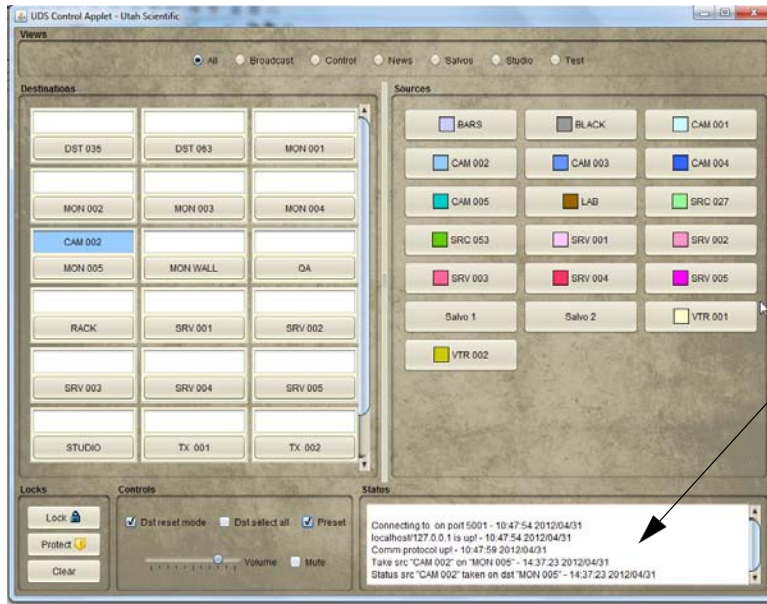 UDS Control Applet - Utah Scientific
Views
All Broadcast Control News Salvos Studio Test
Destinations
DST 035 DST 063 MON 001
MON 002 MON 003 MON 004
CAM 002
MON 005 MON WALL QA
RACK SRV 001 SRV 002
SRV 003 SRV 004 SRV 005
STUDIO TX 001 TX 002
Sources
BARS BLACK CAM 001
CAM 002 CAM 003 CAM 004
CAM 005 LAB SRC 027
SRC 053 SRV 001 SRV 002
SRV 003 SRV 004 SRV 005
Salvo 1 Salvo 2 VTR 001
VTR 002
Locks
Lock
Protect
Clear
Controls
Dst reset mode Dst select all Preset
Volume Mute
Status
Connecting to on port 5001 - 10:47:54 2012/04/31
localhost/127.0.0.1 is up! - 10:47:54 2012/04/31
Comm protocol up! - 10:47:59 2012/04/31
Take src "CAM 002" on "MON 005" - 14:37:23 2012/04/31
Status src "CAM 002" taken on dst "MON 005" - 14:37:23 2012/04/31